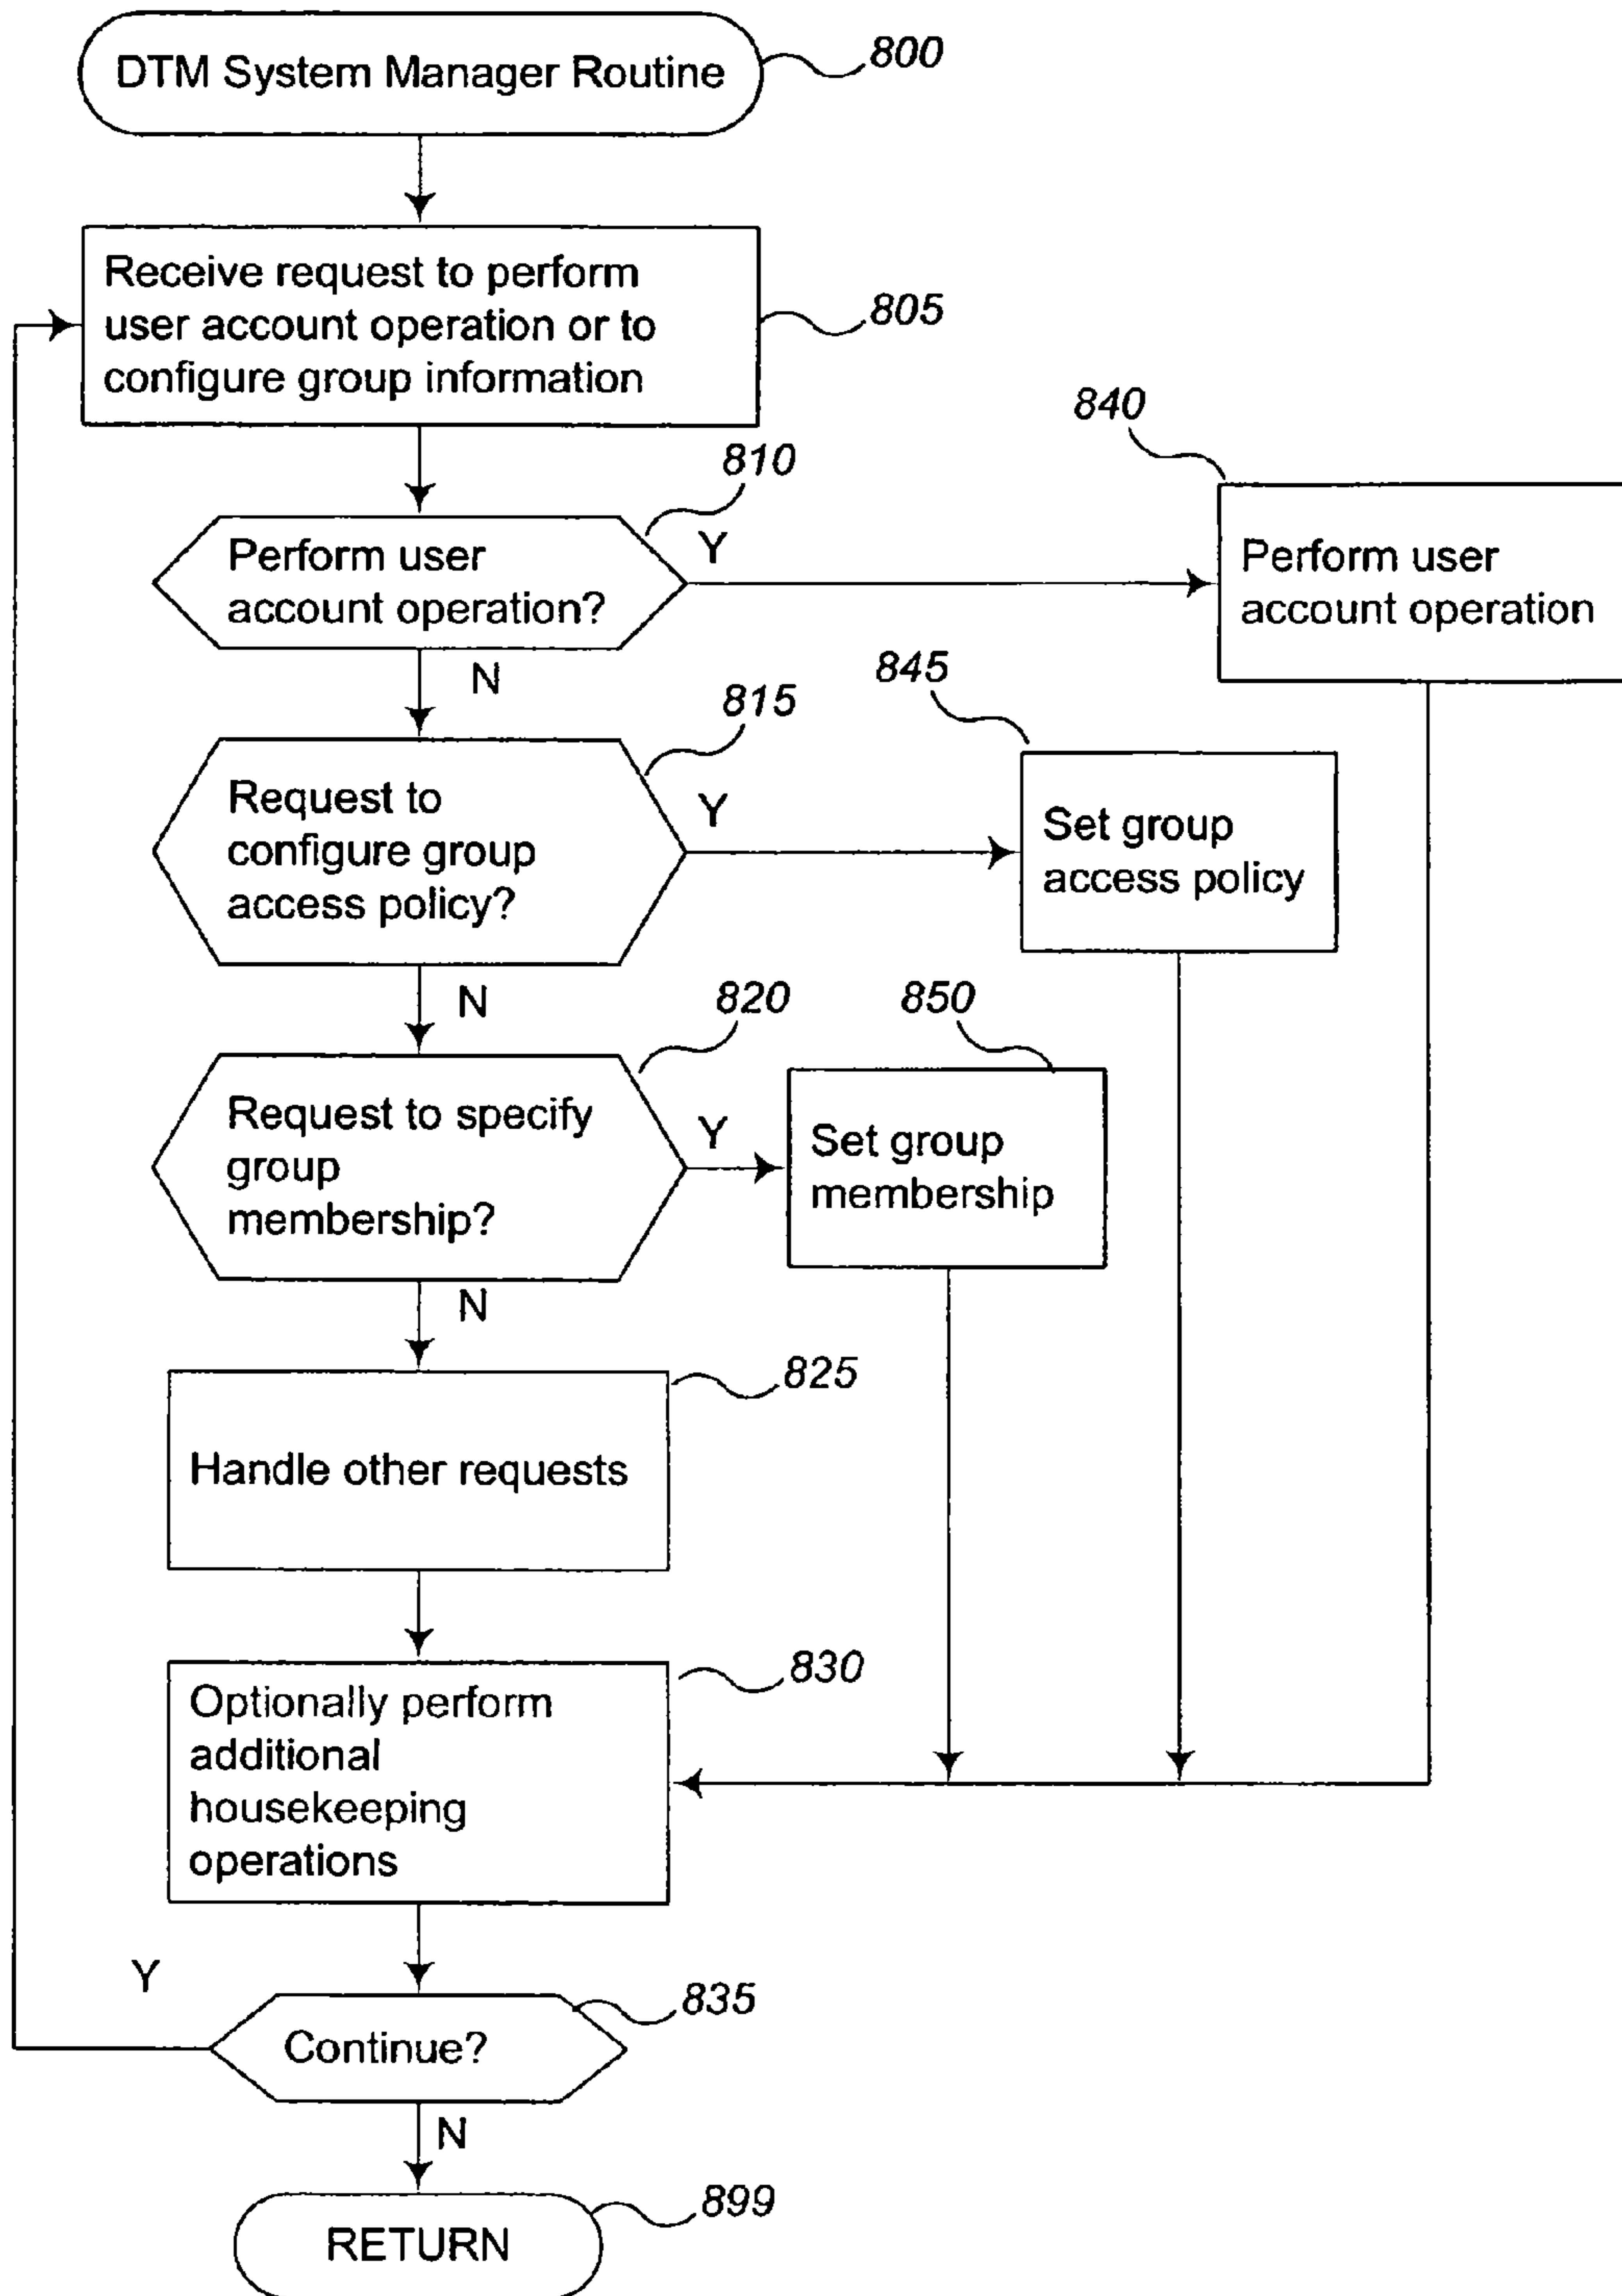 DTM System Manager Routine
800
Receive request to perform
user account operation or to
configure group information
805
810
Perform user
account operation?
Y
N
840
Perform user
account operation
815
Request to
configure group
access policy?
Y
N
845
Set group
access policy
820
Request to specify
group
membership?
Y
N
850
Set group
membership
825
Handle other requests
830
Optionally perform
additional
housekeeping
operations
Y
835
Continue?
N
899
RETURN